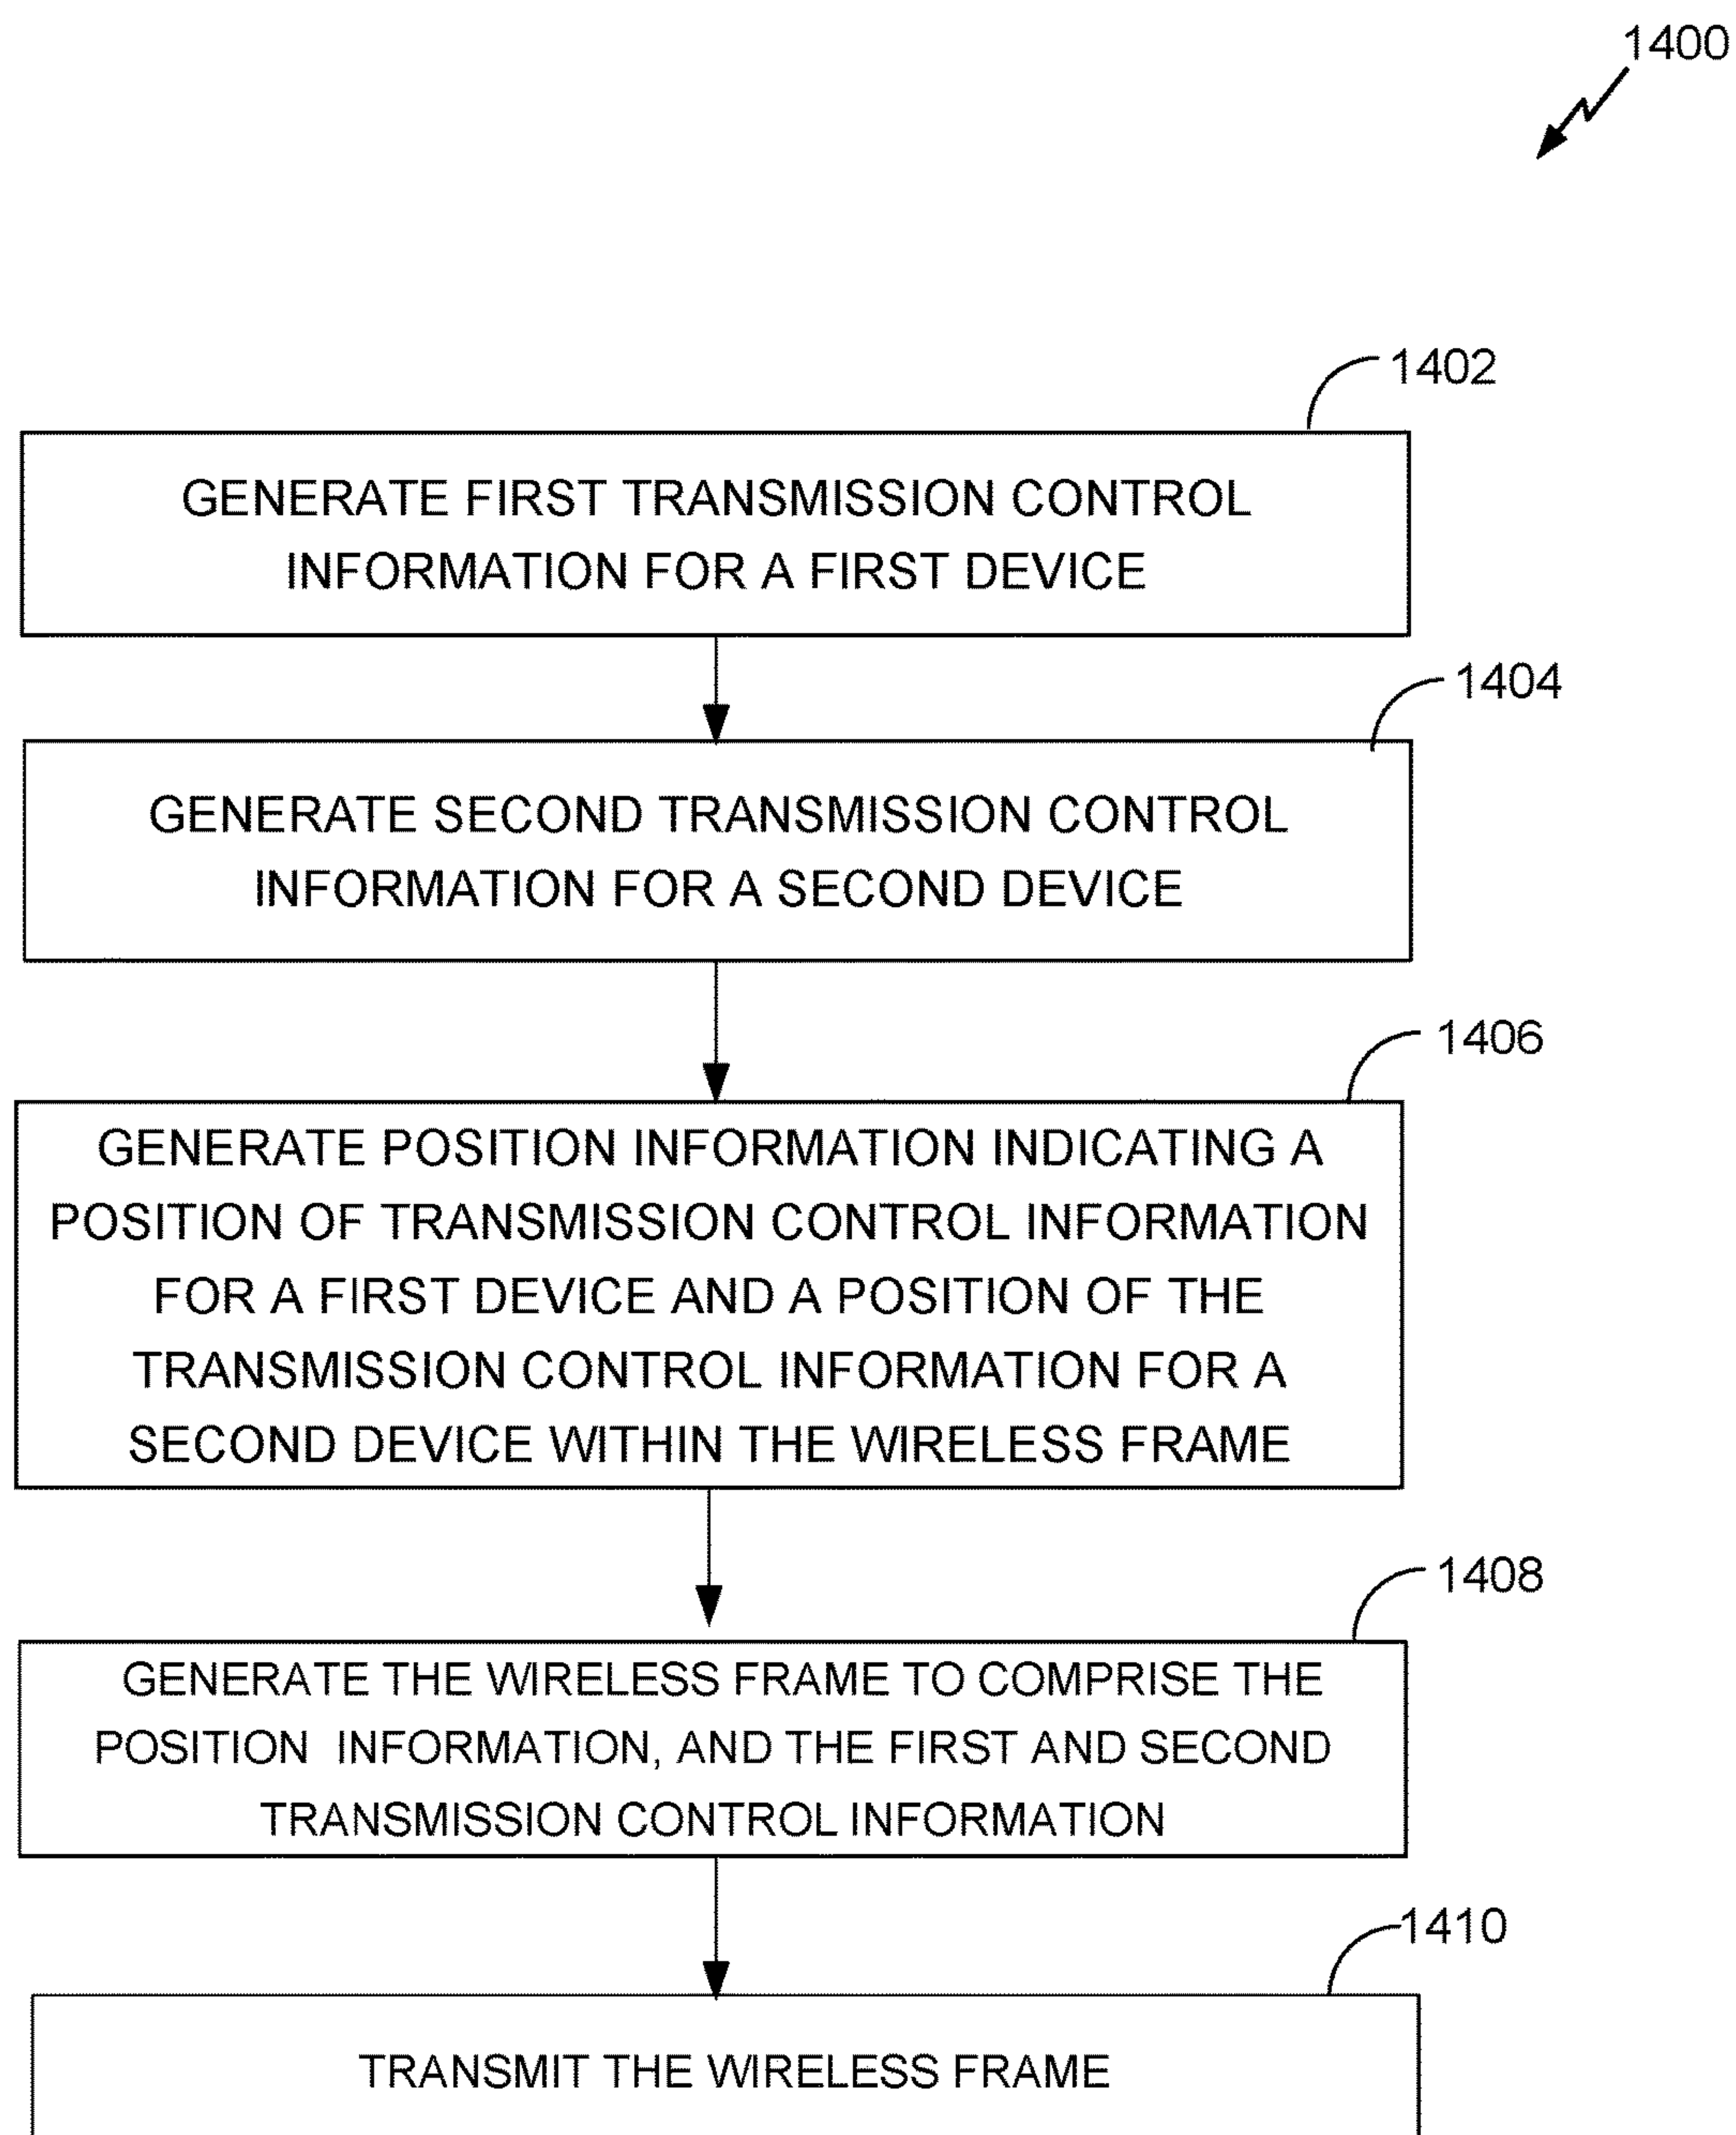 1400
1402
GENERATE FIRST TRANSMISSION CONTROL
INFORMATION FOR A FIRST DEVICE
1404
GENERATE SECOND TRANSMISSION CONTROL
INFORMATION FOR A SECOND DEVICE
1406
GENERATE POSITION INFORMATION INDICATING A
POSITION OF TRANSMISSION CONTROL INFORMATION
FOR A FIRST DEVICE AND A POSITION OF THE
TRANSMISSION CONTROL INFORMATION FOR A
SECOND DEVICE WITHIN THE WIRELESS FRAME
1408
GENERATE THE WIRELESS FRAME TO COMPRISE THE
POSITION INFORMATION, AND THE FIRST AND SECOND
TRANSMISSION CONTROL INFORMATION
1410
TRANSMIT THE WIRELESS FRAME